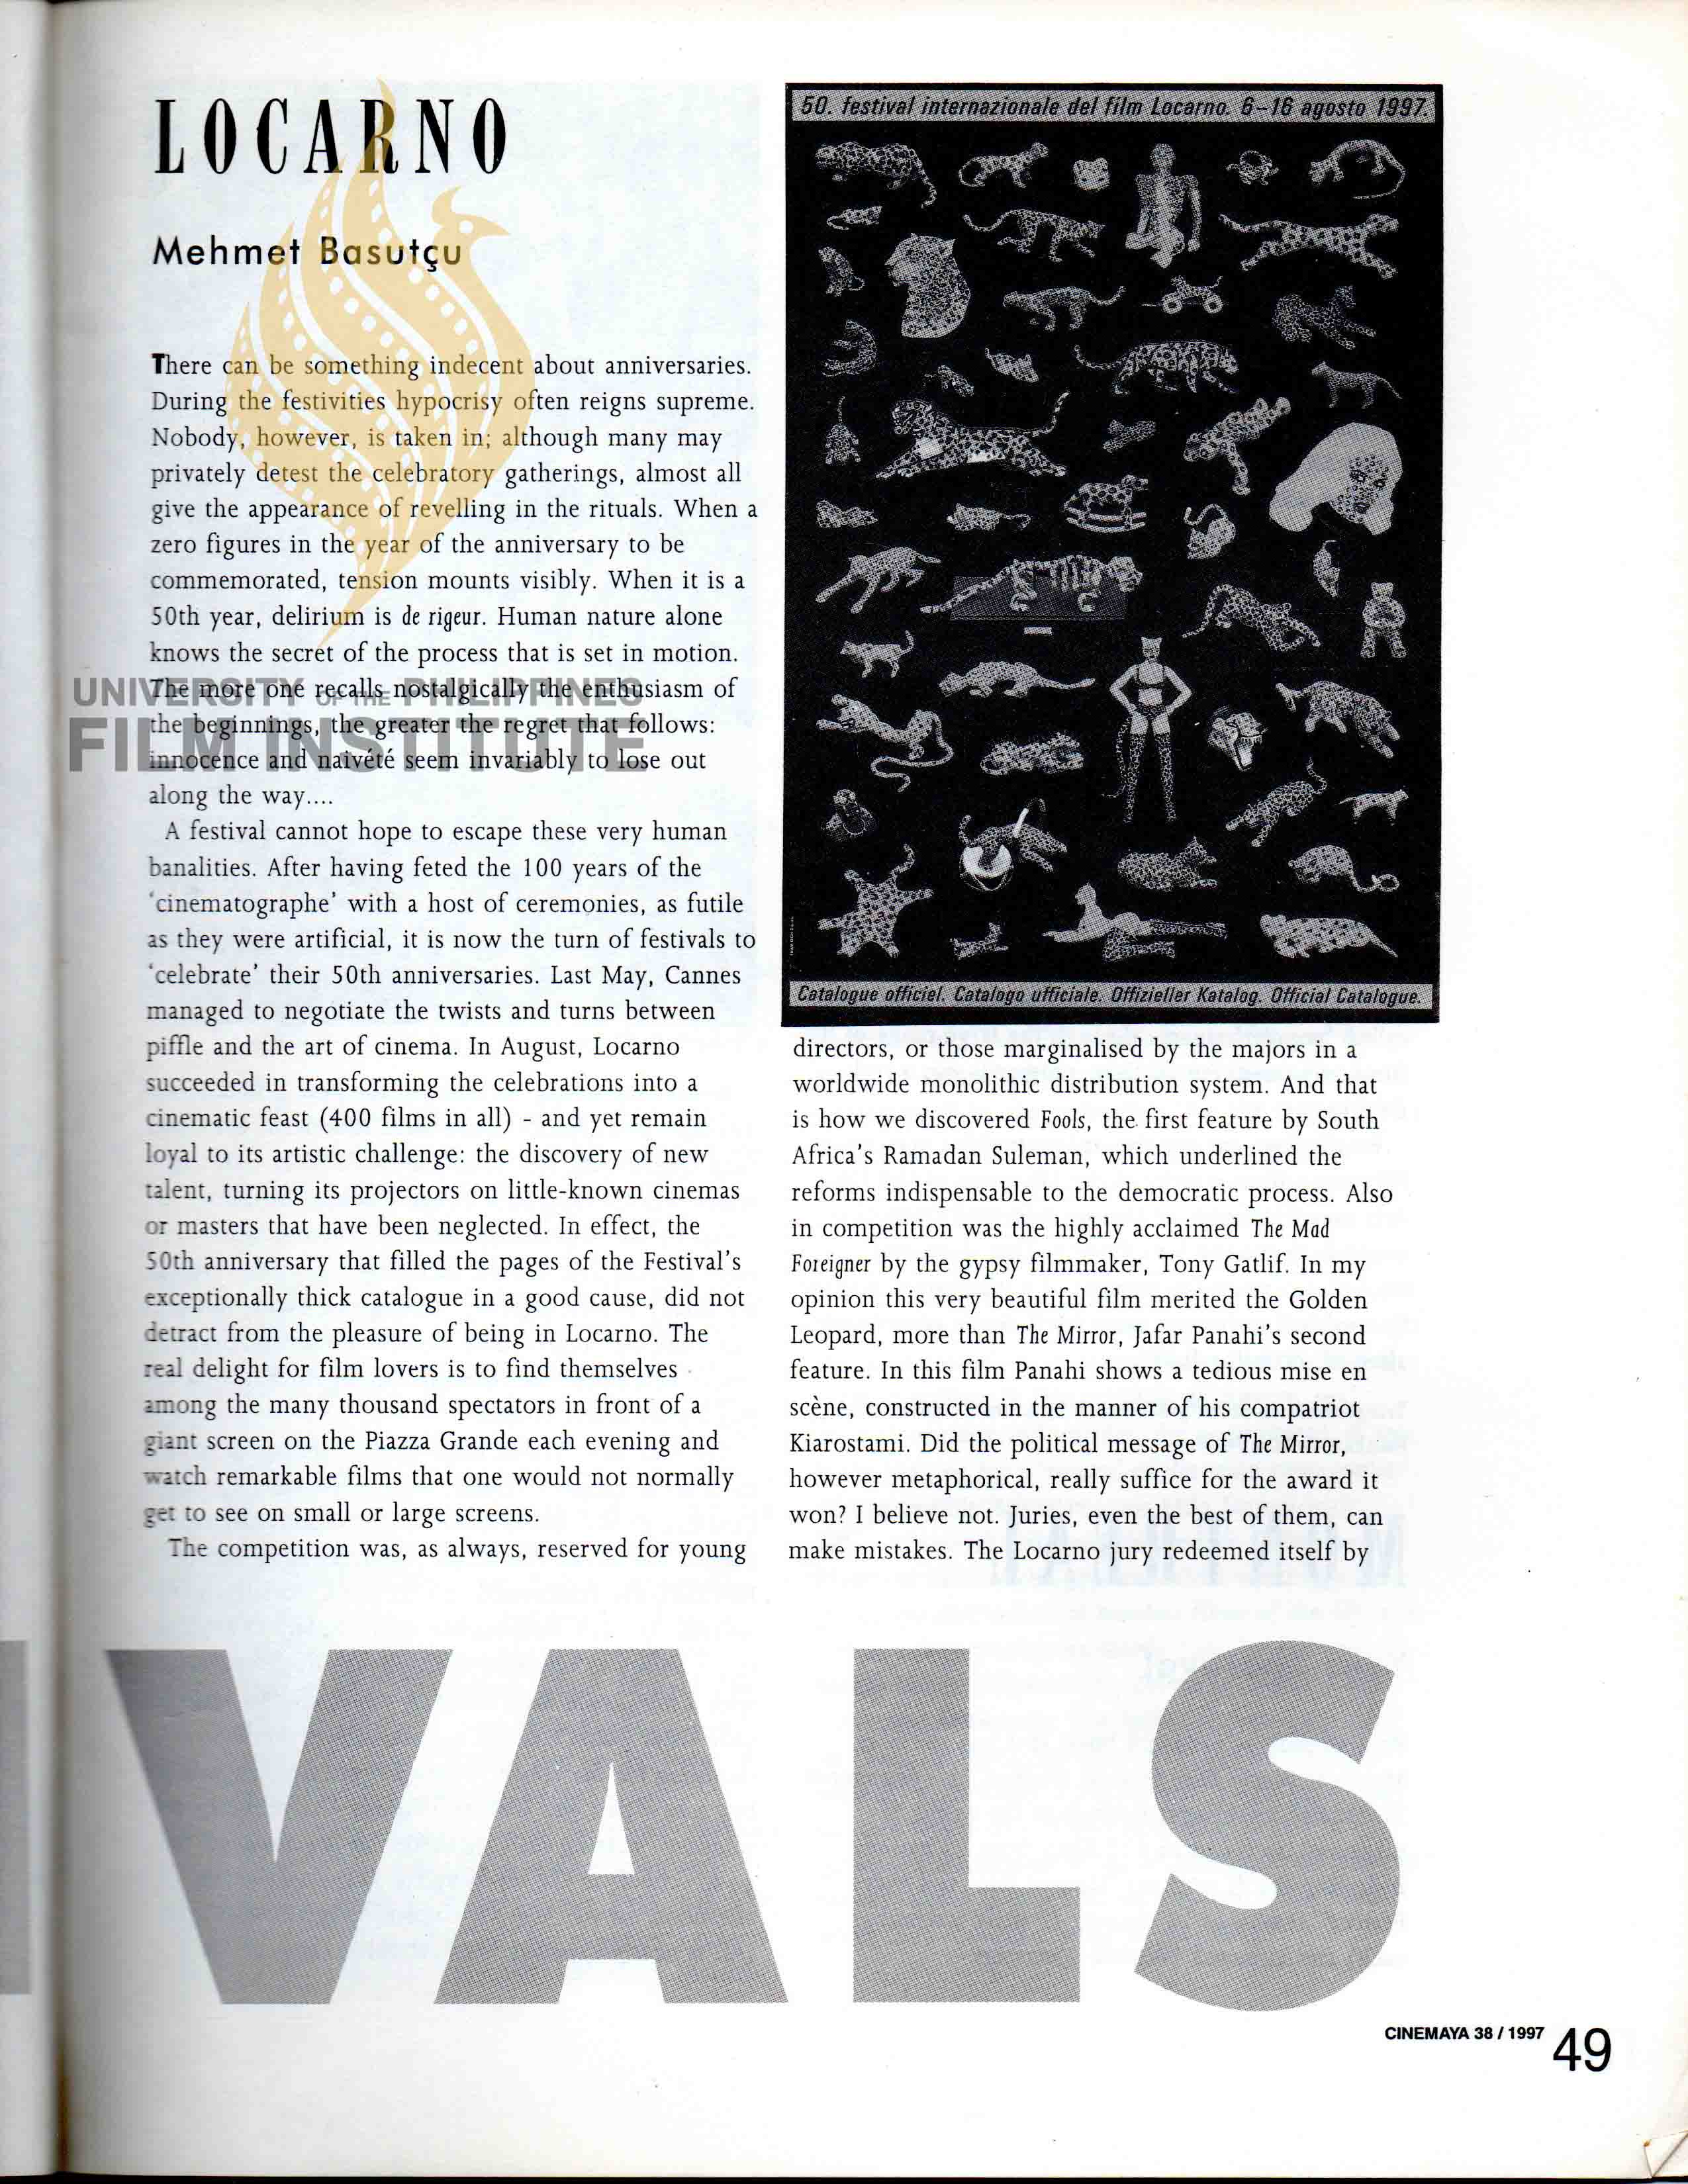 LOCARNO
Mehmet Basutçu
There can be something indecent about anniversaries.
During the festivities hypocrisy often reigns supreme.
Nobody, however, is taken in; although many may
privately detest the celebratory gatherings, almost all
give the appearance of revelling in the rituals. When a
zero figures in the year of the anniversary to be
commemorated, tension mounts visibly. When it is a
50th year, delirium is de rigeur. Human nature alone
knows the secret of the process that is set in motion.
The more one recalls nostalgically the enthusiasm of
the beginnings, the greater the regret that follows:
innocence and naivété seem invariably to lose out
along the way....
A festival cannot hope to escape these very human
banalities. After having feted the 100 years of the
'cinematographe' with a host of ceremonies, as futile
as they were artificial, it is now the turn of festivals to
'celebrate' their 50th anniversaries. Last May, Cannes
managed to negotiate the twists and turns between
piffle and the art of cinema. In August, Locarno
succeeded in transforming the celebrations into a
cinematic feast (400 films in all) - and yet remain
loyal to its artistic challenge: the discovery of new
talent, turning its projectors on little-known cinemas
or masters that have been neglected. In effect, the
50th anniversary that filled the pages of the Festival's
exceptionally thick catalogue in a good cause, did not
detract from the pleasure of being in Locarno. The
real delight for film lovers is to find themselves
among the many thousand spectators in front of a
giant screen on the Piazza Grande each evening and
watch remarkable films that one would not normally
get to see on small or large screens.
The competition was, as always, reserved for young
UNIVERSITY OF THE PHILIPPINES
FILM INSTITUTE
50. festival internazionale del film Locarno. 6-16 agosto 1997.
Catalogue officiel. Catalogo ufficiale. Offizieller Katalog. Official Catalogue.
directors, or those marginalised by the majors in a
worldwide monolithic distribution system. And that
is how we discovered Fools, the first feature by South
Africa's Ramadan Suleman, which underlined the
reforms indispensable to the democratic process. Also
in competition was the highly acclaimed The Mad
Foreigner by the gypsy filmmaker, Tony Gatlif. In my
opinion this very beautiful film merited the Golden
Leopard, more than The Mirror, Jafar Panahi's second
feature. In this film Panahi shows a tedious mise en
scène, constructed in the manner of his compatriot
Kiarostami. Did the political message of The Mirror,
however metaphorical, really suffice for the award it
won? I believe not. Juries, even the best of them, can
make mistakes. The Locarno jury redeemed itself by
VALS
CINEMAYA 38 / 1997 49